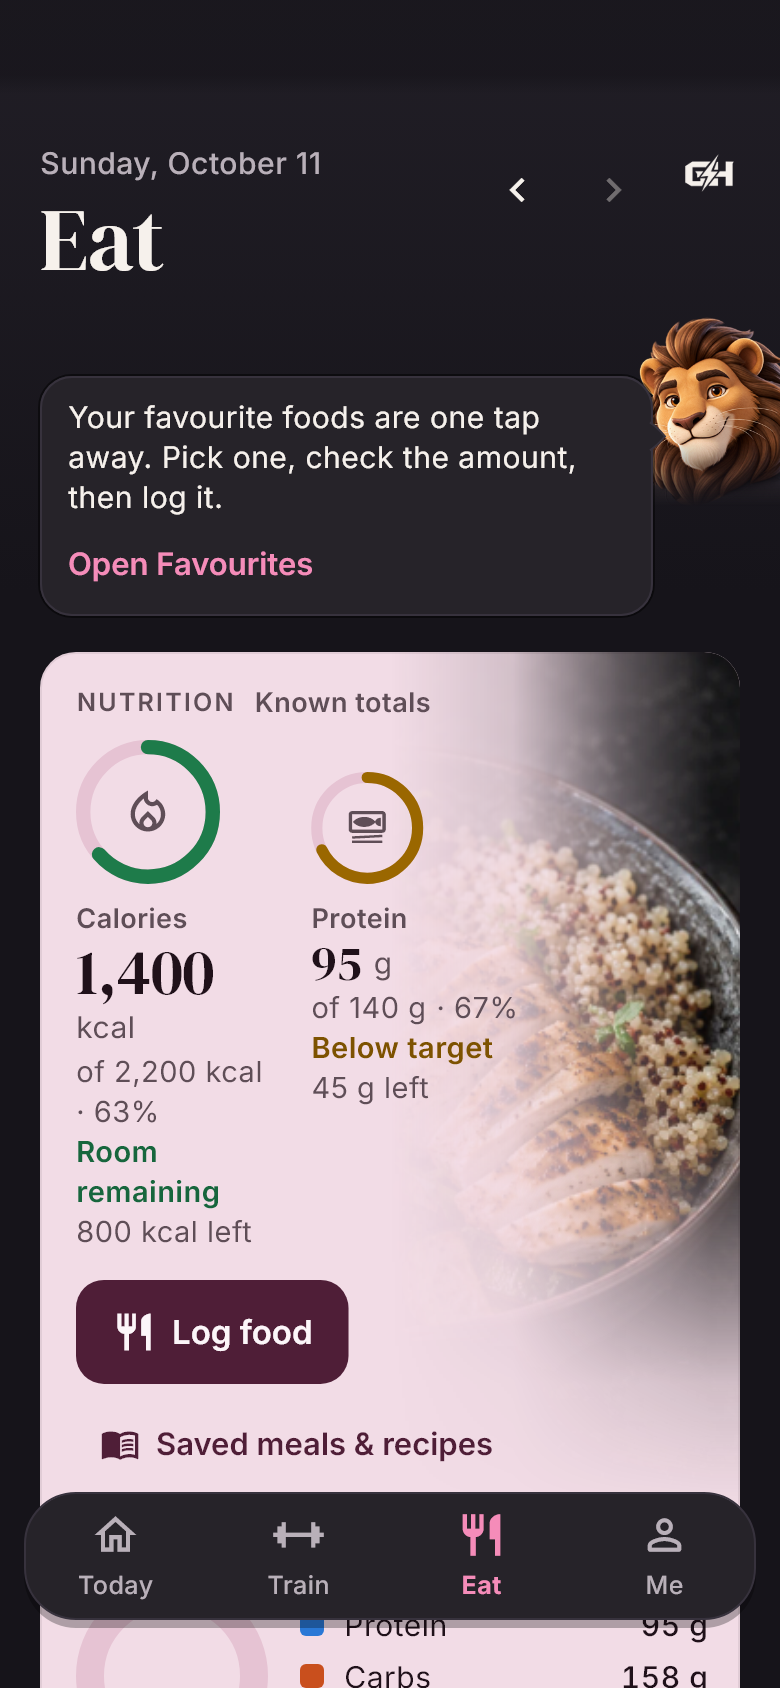 Sunday, October 11
GH
Eat
Your favourite foods are one tap
away. Pick one, check the amount,
then log it.
Open Favourites
NUTRITION Known totals
Calories
1,400
kcal
of 2,200 kcal
· 63%
Room
remaining
800 kcal left
Protein
95 g
of 140 g · 67%
Below target
45 g left
Log food
Saved meals & recipes
Today
Train
Eat
Me
Protein 95 g
Carbs 158 g